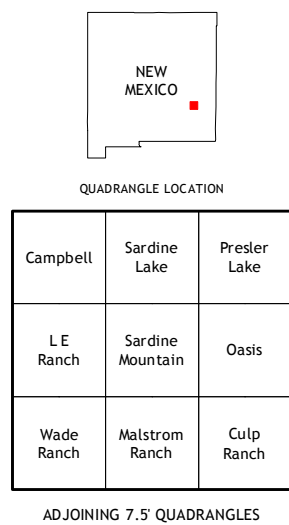 NEW
MEXICO
QUADRANGLE LOCATION
Campbell
Sardine
Lake
Presler
Lake
L E
Ranch
Sardine
Mountain
Oasis
Wade
Ranch
Malstrom
Ranch
Culp
Ranch
ADJOINING 7.5' QUADRANGLES